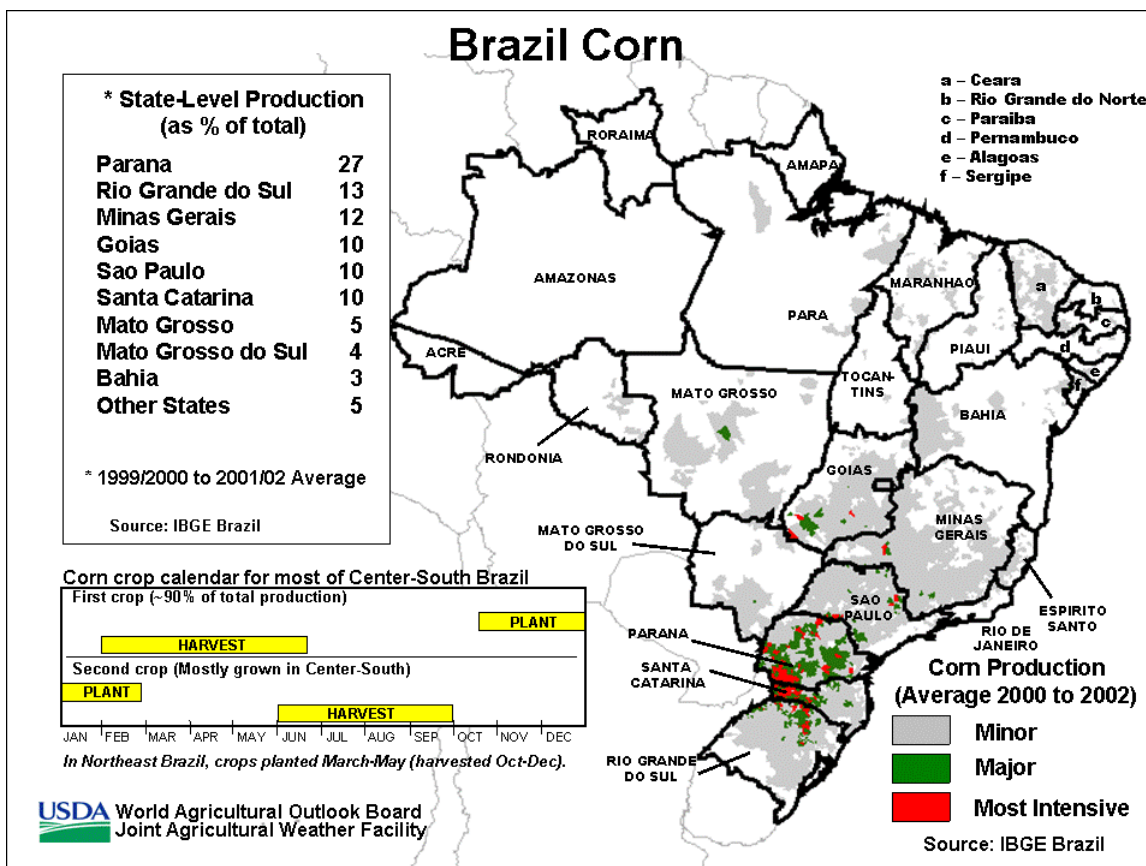 Brazil Corn
* State-Level Production
(as % of total)
Parana 27
Rio Grande do Sul 13
Minas Gerais 12
Goias 10
Sao Paulo 10
Santa Catarina 10
Mato Grosso 5
Mato Grosso do Sul 4
Bahia 3
Other States 5
* 1999/2000 to 2001/02 Average
Source: IBGE Brazil
a – Ceara
b – Rio Grande do Norte
c – Paraiba
d – Pernambuco
e – Alagoas
f – Sergipe
RORAIMA
AMAPA
AMAZONAS
PARA
MARANHAO
a
b
c
d
e
f
PIAUI
ACRE
TOCAN-
TINS
MATO GROSSO
BAHIA
RONDONIA
GOIAS
MINAS
GERAIS
MATO GROSSO
DO SUL
SAO
PAULO
ESPIRITO
SANTO
RIO DE
JANEIRO
PARANA
SANTA
CATARINA
RIO GRANDE
DO SUL
Corn crop calendar for most of Center-South Brazil
First crop (~90% of total production)
PLANT
HARVEST
Second crop (Mostly grown in Center-South)
PLANT
HARVEST
JAN FEB MAR APR MAY JUN JUL AUG SEP OCT NOV DEC
In Northeast Brazil, crops planted March-May (harvested Oct-Dec).
Corn Production
(Average 2000 to 2002)
Minor
Major
Most Intensive
Source: IBGE Brazil
USDA World Agricultural Outlook Board
Joint Agricultural Weather Facility